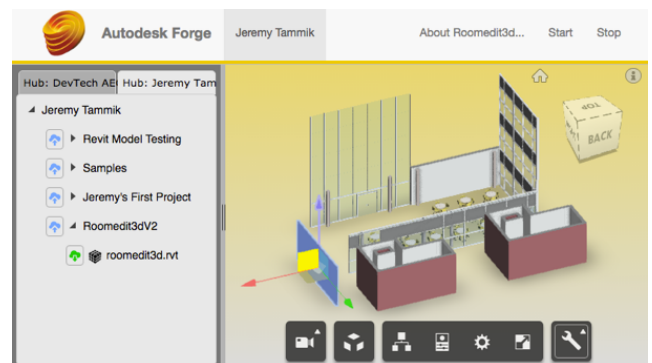 Autodesk Forge
Jeremy Tammik
About Roomedit3d...
Start
Stop
Hub: DevTech AE
Hub: Jeremy Tam
Jeremy Tammik
Revit Model Testing
Samples
Jeremy's First Project
Roomedit3dV2
roomedit3d.rvt
TOP
BACK